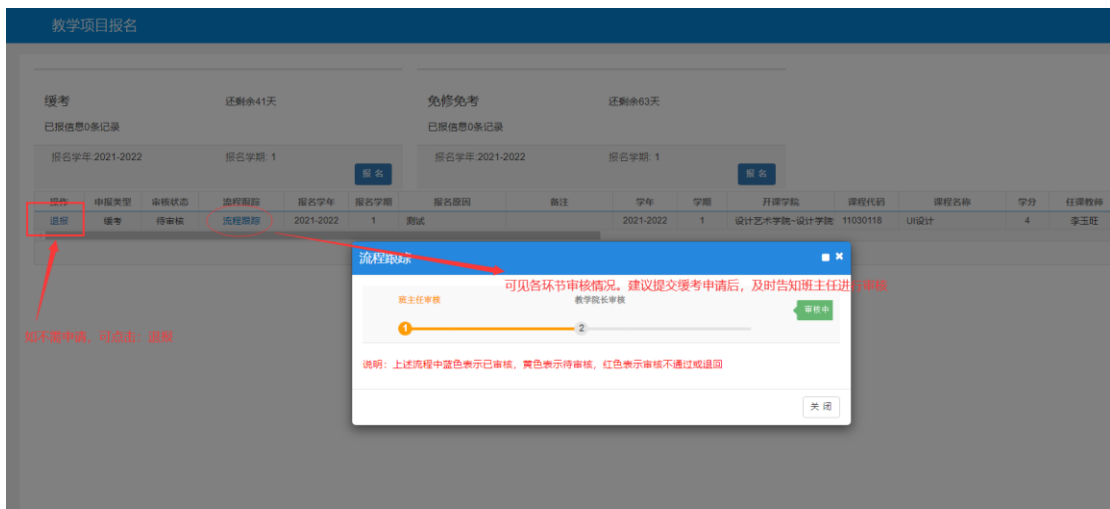 教学项目报名
缓考 还剩余41天 免修免考 还剩余63天
已报信息0条记录 已报信息0条记录
报名学年:2021-2022 报名学期: 1 报名学年:2021-2022 报名学期: 1
报 名 报 名
操作 申报类型 审核状态 流程跟踪 报名学年 报名学期 报名原因 备注 学年 学期 开课学院 课程代码 课程名称 学分 任课教师
退报 缓考 待审核 流程跟踪 2021-2022 1 测试 2021-2022 1 设计艺术学院-设计学院 11030118 UI设计 4 李玉旺
流程跟踪
可见各环节审核情况。建议提交缓考申请后，及时告知班主任进行审核
班主任审核 教学院长审核
审核中
1 2
如不需申请，可点击：退报
说明：上述流程中蓝色表示已审核，黄色表示待审核，红色表示审核不通过或退回
关 闭